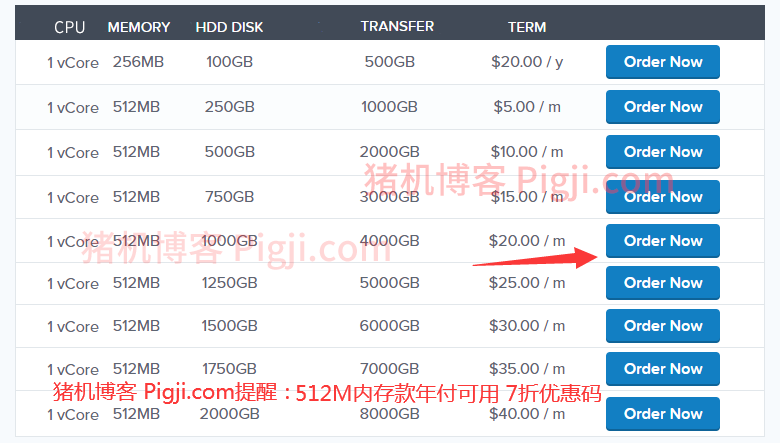 CPU MEMORY HDD DISK TRANSFER TERM
1 vCore 256MB 100GB 500GB $20.00 / y Order Now
1 vCore 512MB 250GB 1000GB $5.00 / m Order Now
1 vCore 512MB 500GB 2000GB $10.00 / m Order Now
猪机博客 Pigji.com
1 vCore 512MB 750GB 3000GB $15.00 / m Order Now
1 vCore 512MB 1000GB 4000GB $20.00 / m Order Now
猪机博客 Pigji.com
1 vCore 512MB 1250GB 5000GB $25.00 / m Order Now
1 vCore 512MB 1500GB 6000GB $30.00 / m Order Now
1 vCore 512MB 1750GB 7000GB $35.00 / m Order Now
猪机博客 Pigji.com提醒：512M内存款年付可用 7折优惠码
1 vCore 512MB 2000GB 8000GB $40.00 / m Order Now